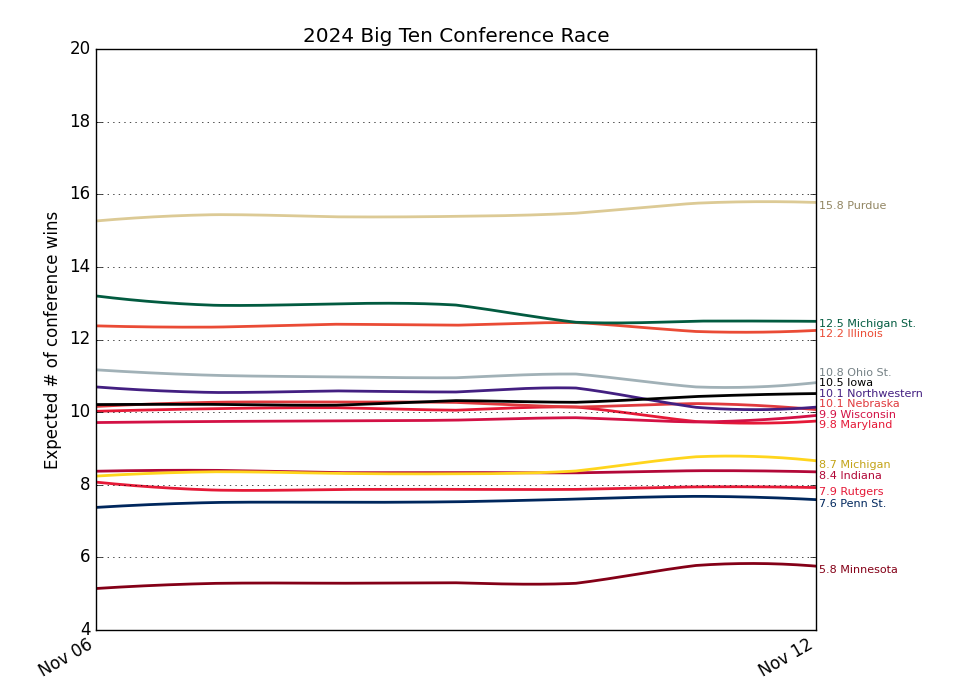 2024 Big Ten Conference Race
Expected # of conference wins
20
18
16
14
12
10
8
6
4
Nov 06
Nov 12
15.8 Purdue
12.5 Michigan St.
12.2 Illinois
10.8 Ohio St.
10.5 Iowa
10.1 Northwestern
10.1 Nebraska
9.9 Wisconsin
9.8 Maryland
8.7 Michigan
8.4 Indiana
7.9 Rutgers
7.6 Penn St.
5.8 Minnesota